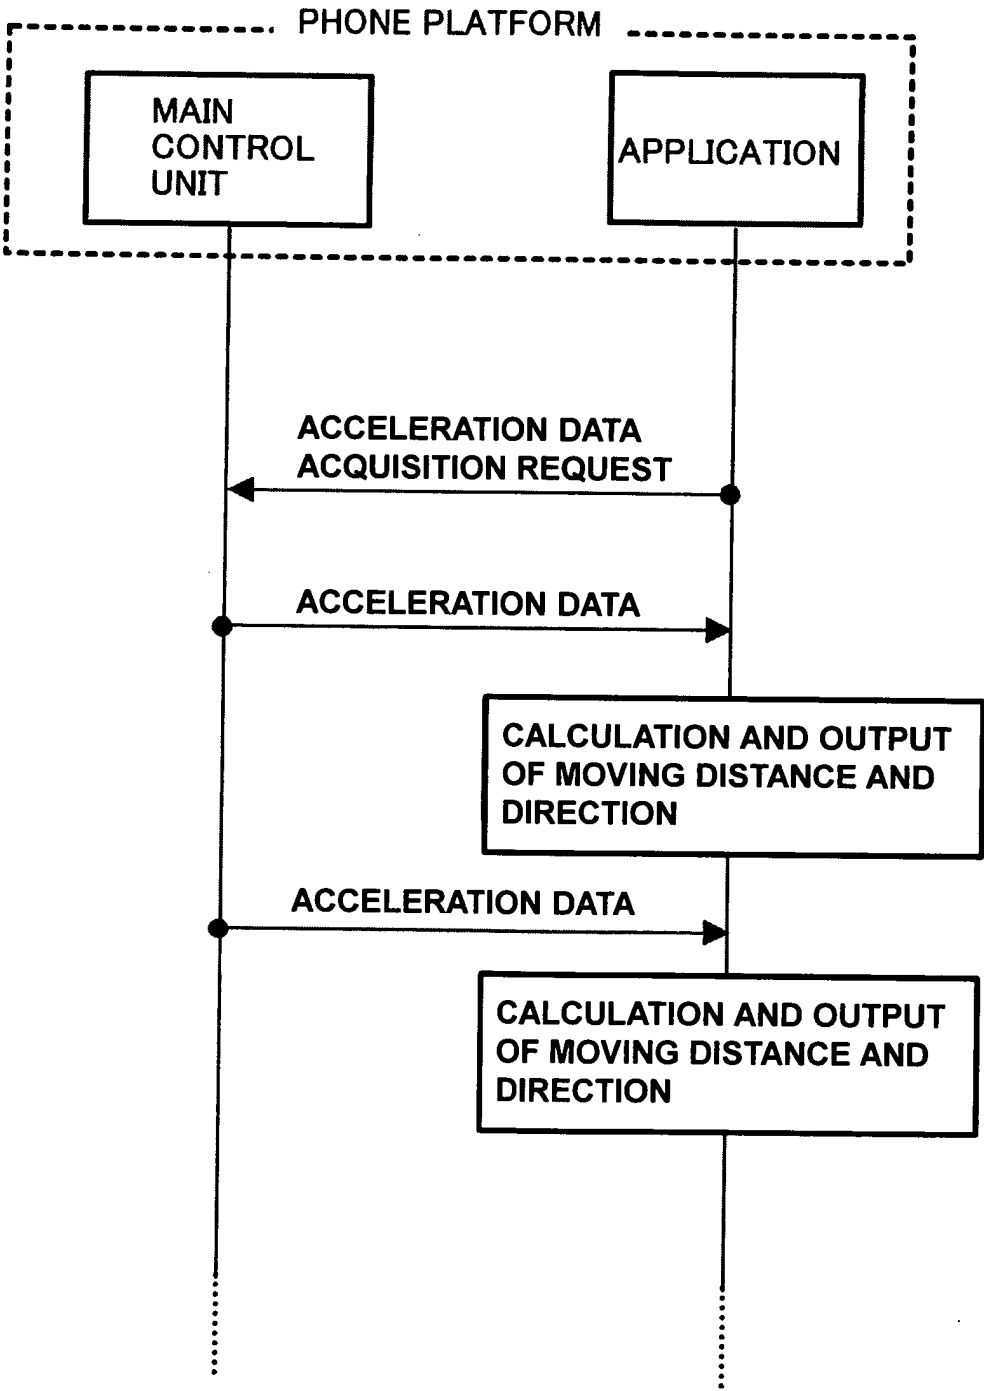 PHONE PLATFORM
MAIN
CONTROL
UNIT
APPLICATION
ACCELERATION DATA
ACQUISITION REQUEST
ACCELERATION DATA
CALCULATION AND OUTPUT
OF MOVING DISTANCE AND
DIRECTION
ACCELERATION DATA
CALCULATION AND OUTPUT
OF MOVING DISTANCE AND
DIRECTION